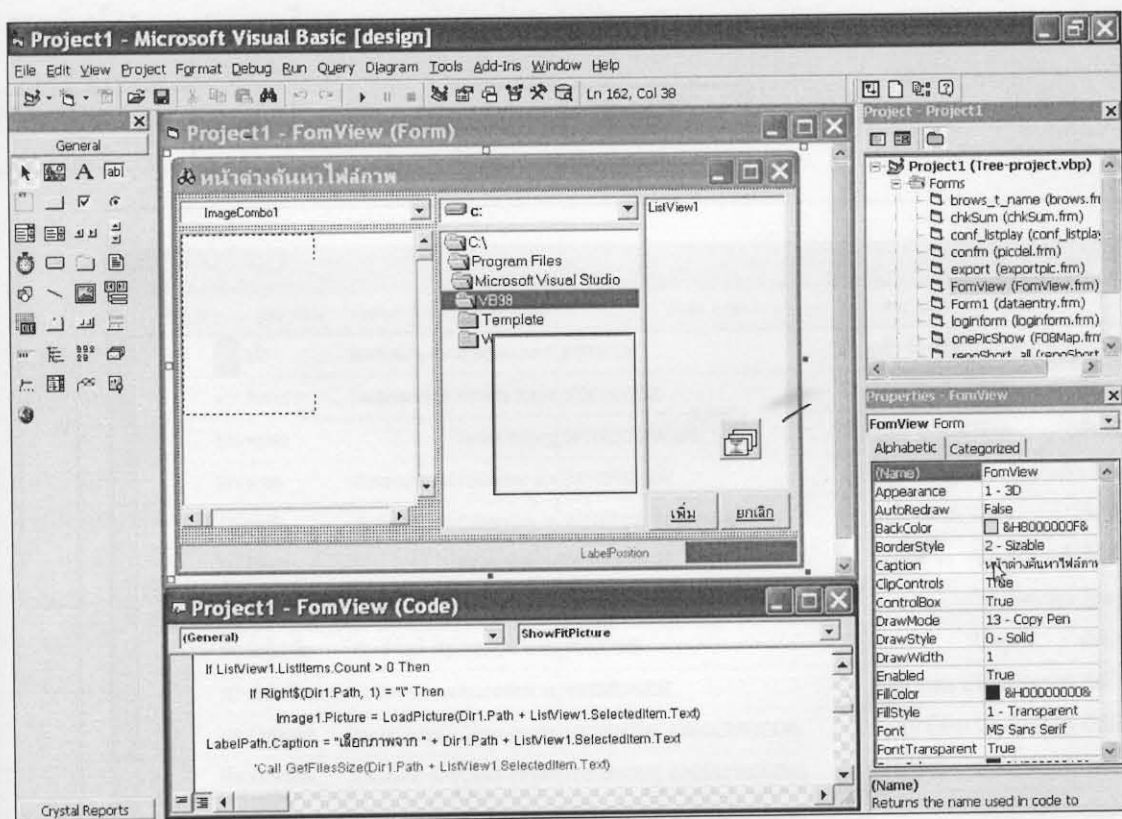 Project1 - Microsoft Visual Basic [design]
File Edit View Project Format Debug Run Query Diagram Tools Add-Ins Window Help
Ln 162, Col 38
General
Crystal Reports
Project1 - FomView (Form)
หน้าต่างค้นหาไฟล์ภาพ
ImageCombo1
c:
ListView1
C:\
Program Files
Microsoft Visual Studio
VB98
Template
W
เพิ่ม
ยกเลิก
LabelPosition
Project1 - FomView (Code)
(General)
ShowFitPicture
If ListView1.ListItems.Count > 0 Then
If Right$(Dir1.Path, 1) = "\" Then
Image1.Picture = LoadPicture(Dir1.Path + ListView1.SelectedItem.Text)
LabelPath.Caption = "เลือกภาพจาก " + Dir1.Path + ListView1.SelectedItem.Text
'Call GetFilesSize(Dir1.Path + ListView1.SelectedItem.Text)
Project - Project1
Project1 (Tree-project.vbp)
Forms
brows_t_name (brows.fr
chkSum (chkSum.frm)
conf_listplay (conf_listplay
confrm (picdel.frm)
export (exportpic.frm)
FomView (FomView.frm)
Form1 (dataentry.frm)
loginform (loginform.frm)
onePicShow (FOBMap.frm
repoShort_all (repoShort
Properties - FomView
FomView Form
Alphabetic Categorized
(Name) FomView
Appearance 1 - 3D
AutoRedraw False
BackColor &H8000000F&
BorderStyle 2 - Sizable
Caption หน้าต่างค้นหาไฟล์ภาพ
ClipControls True
ControlBox True
DrawMode 13 - Copy Pen
DrawStyle 0 - Solid
DrawWidth 1
Enabled True
FillColor &H00000000&
FillStyle 1 - Transparent
Font MS Sans Serif
FontTransparent True
(Name)
Returns the name used in code to